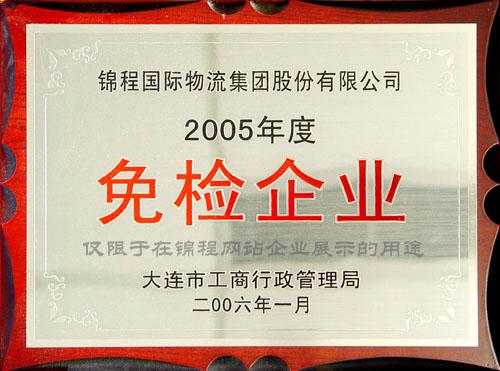 锦程国际物流集团股份有限公司
2005年度
免检企业
仅限于在锦程网站企业展示的用途
大连市工商行政管理局
二〇〇六年一月